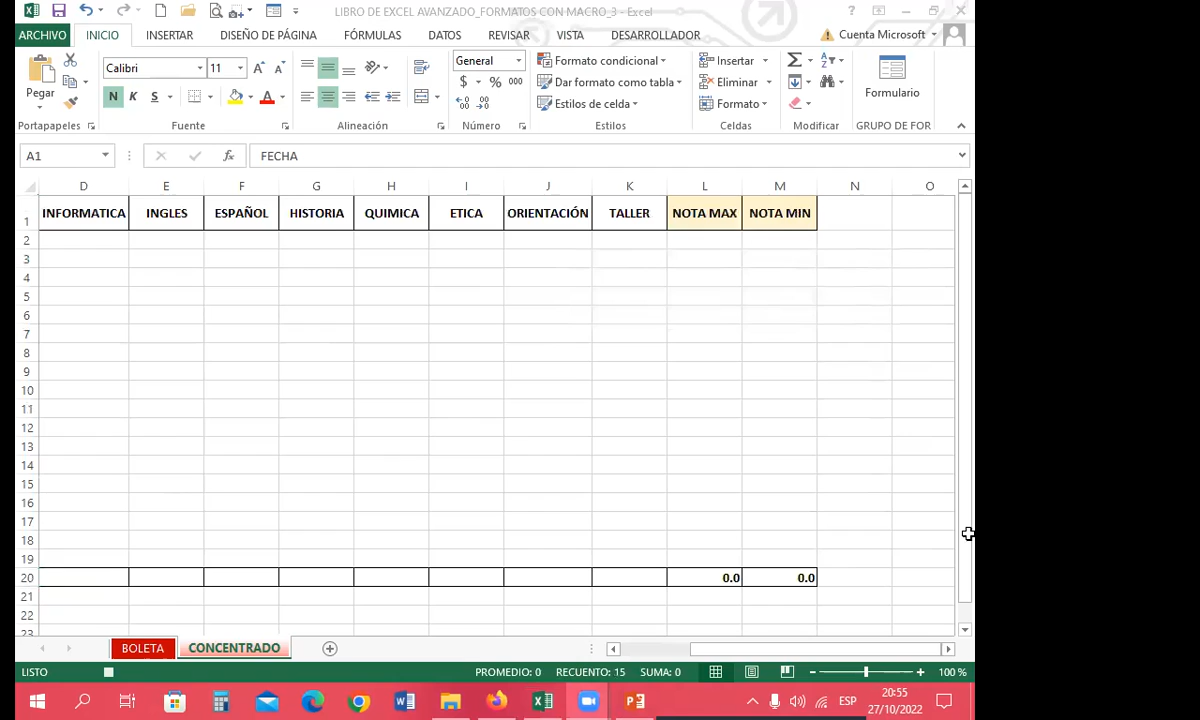 LIBRO DE EXCEL AVANZADO_FORMATOS CON MACRO_3 - Excel
ARCHIVO INICIO INSERTAR DISEÑO DE PÁGINA FÓRMULAS DATOS REVISAR VISTA DESARROLLADOR Cuenta Microsoft
Pegar
Calibri 11
N K S
General
$ % 000
Formato condicional
Dar formato como tabla
Estilos de celda
Insertar
Eliminar
Formato
Formulario
Portapapeles Fuente Alineación Número Estilos Celdas Modificar GRUPO DE FOR
A1 fx FECHA
D E F G H I J K L M N O
1 INFORMATICA INGLES ESPAÑOL HISTORIA QUIMICA ETICA ORIENTACIÓN TALLER NOTA MAX NOTA MIN
2
3
4
5
6
7
8
9
10
11
12
13
14
15
16
17
18
19
20 0.0 0.0
21
22
23
BOLETA CONCENTRADO
LISTO PROMEDIO: 0 RECUENTO: 15 SUMA: 0 100 %
ESP 20:55
27/10/2022